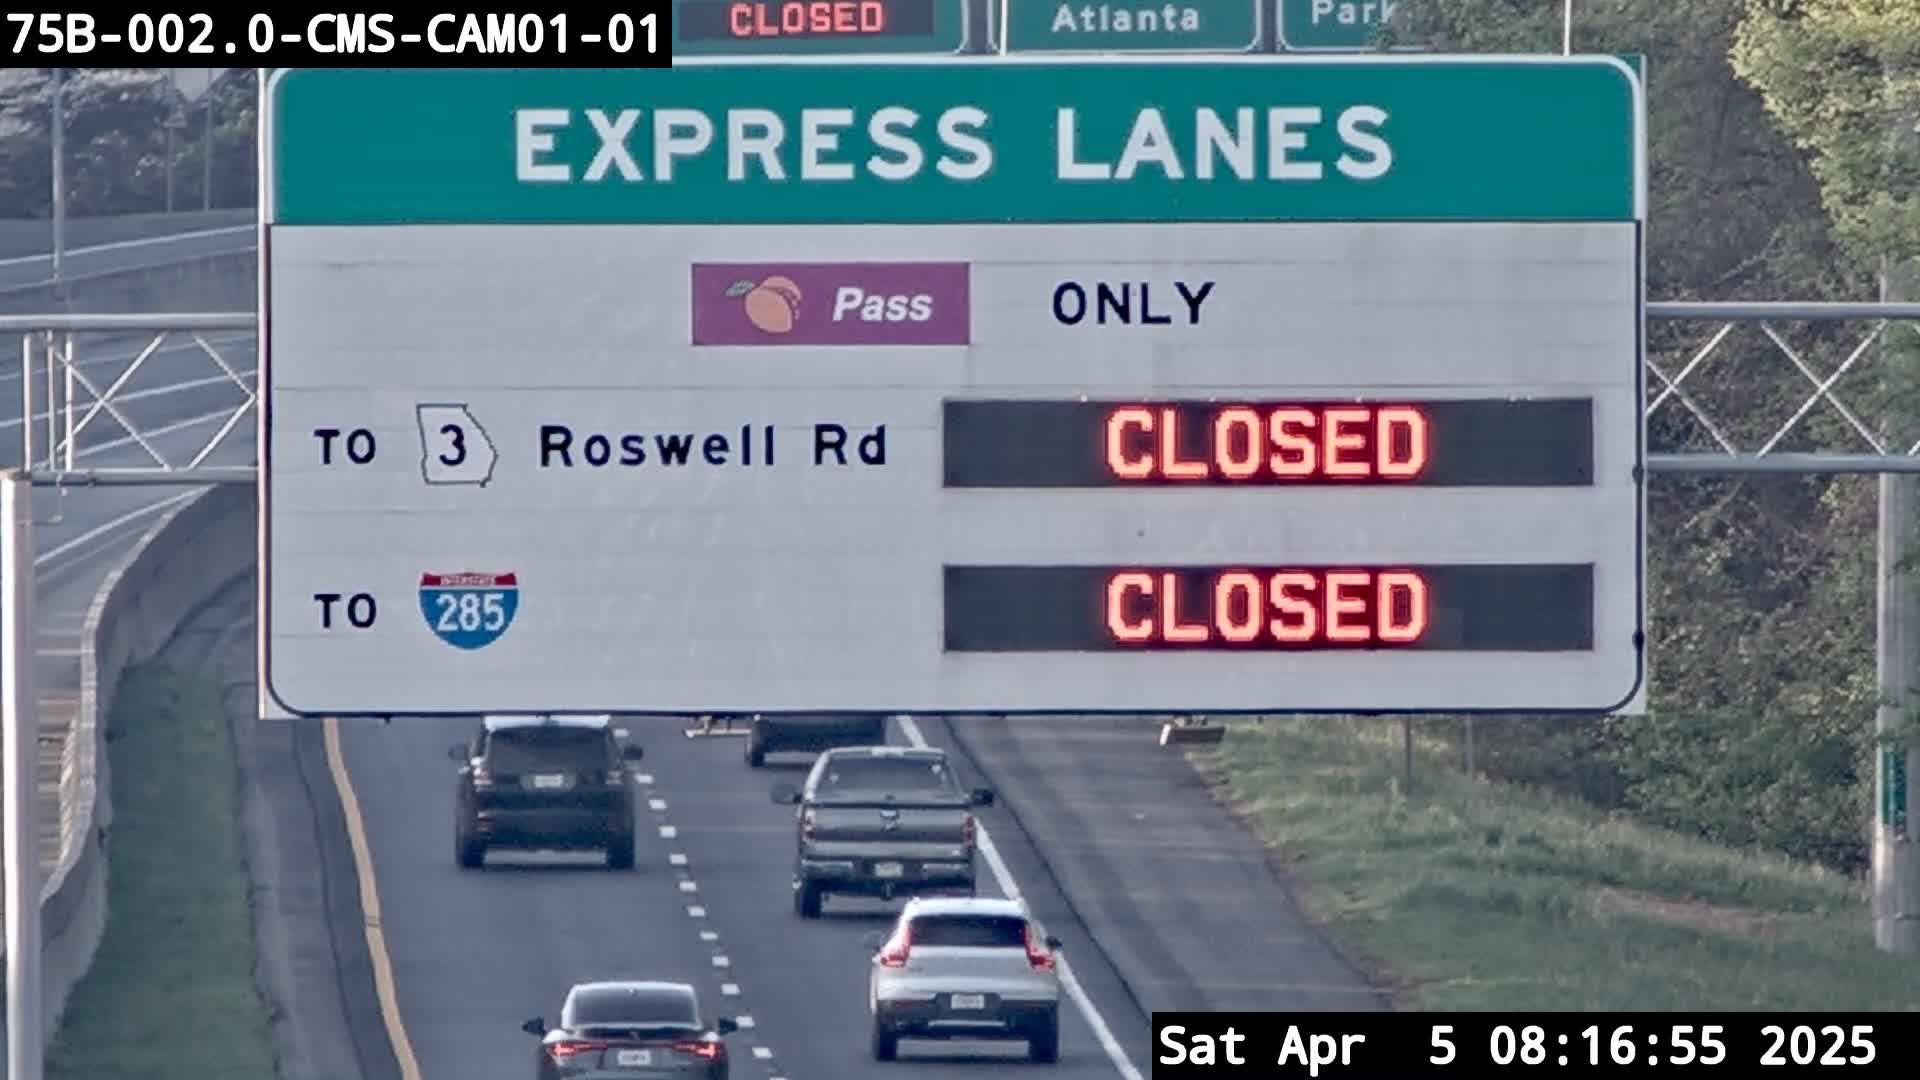 75B-002.0-CMS-CAM01-01
CLOSED
Atlanta
Park
EXPRESS LANES
Pass ONLY
TO 3 Roswell Rd CLOSED
INTERSTATE
TO 285 CLOSED
Sat Apr 5 08:16:55 2025